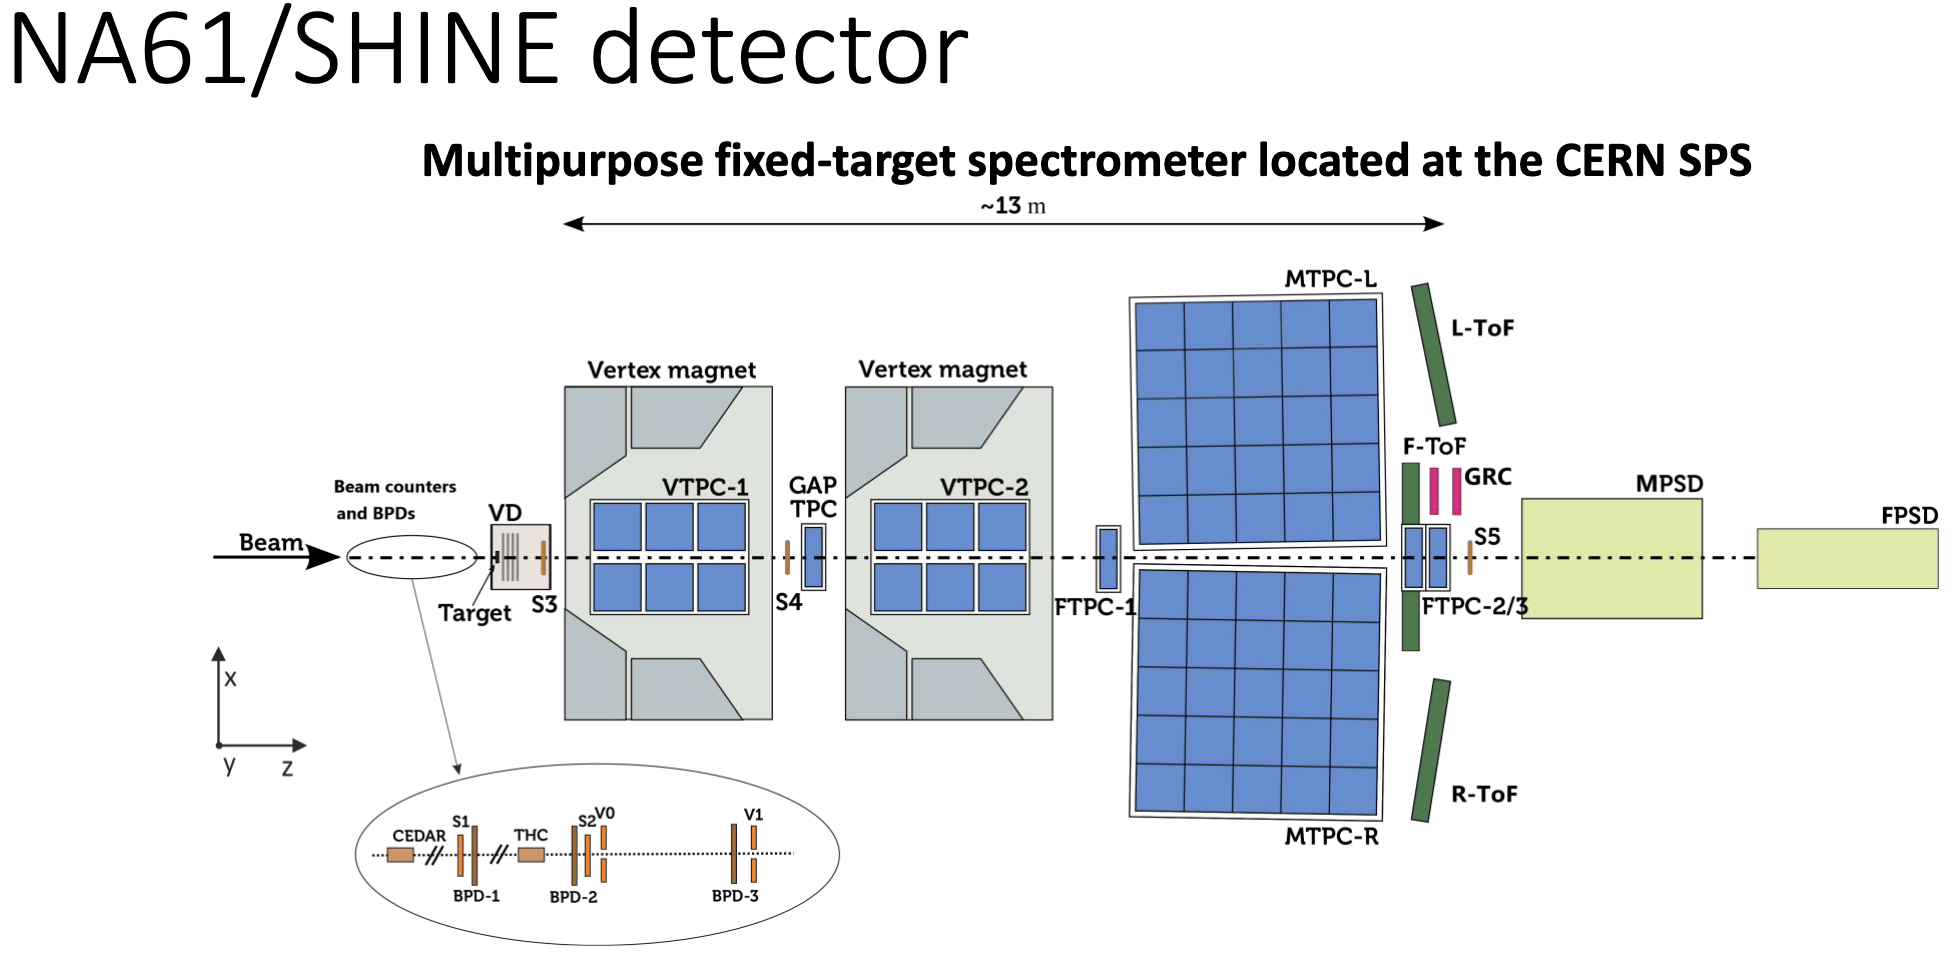 NA61/SHINE detector
Multipurpose fixed-target spectrometer located at the CERN SPS
~13 m
MTPC-L
L-ToF
Vertex magnet
Vertex magnet
F-ToF
GRC
Beam counters
and BPDs
VD
VTPC-1
GAP
TPC
VTPC-2
MPSD
FPSD
Beam
S5
Target
S3
S4
FTPC-1
FTPC-2/3
x
y
z
R-ToF
MTPC-R
CEDAR
S1
THC
S2
V0
V1
BPD-1
BPD-2
BPD-3